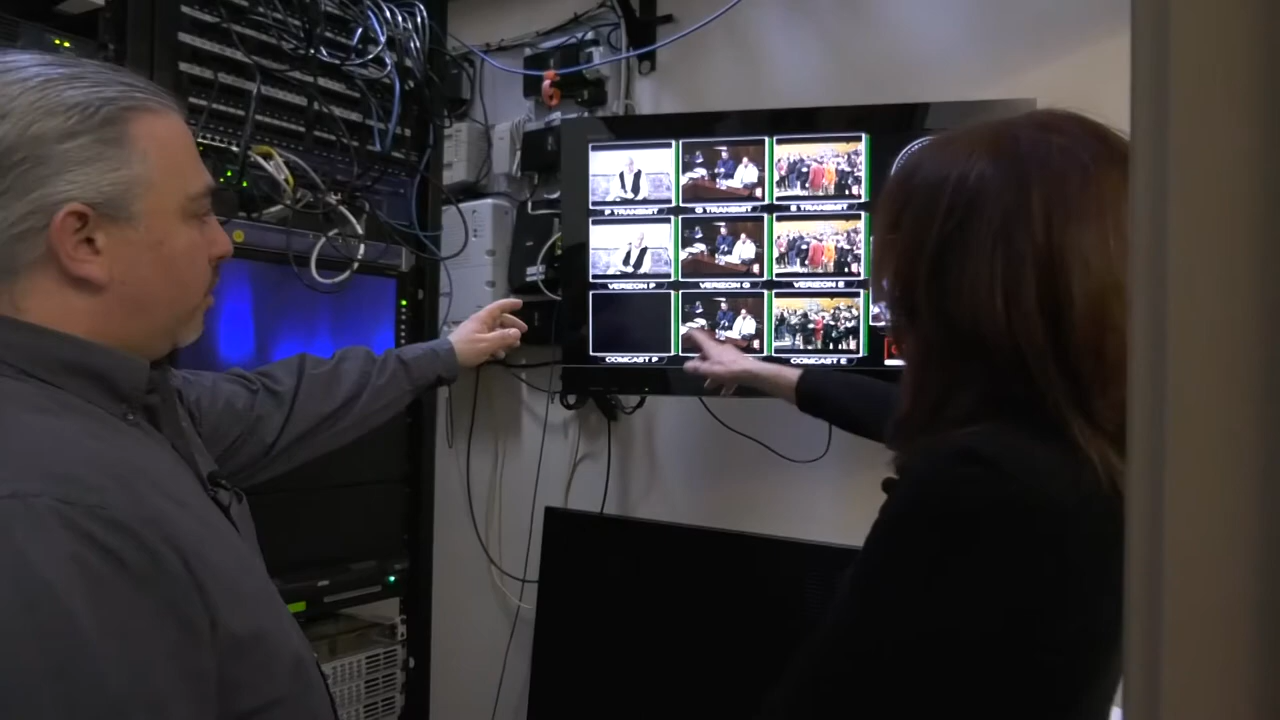 P TRANSMIT G TRANSMIT E TRANSMIT
VERIZON P VERIZON G VERIZON E
COMCAST P COMCAST E